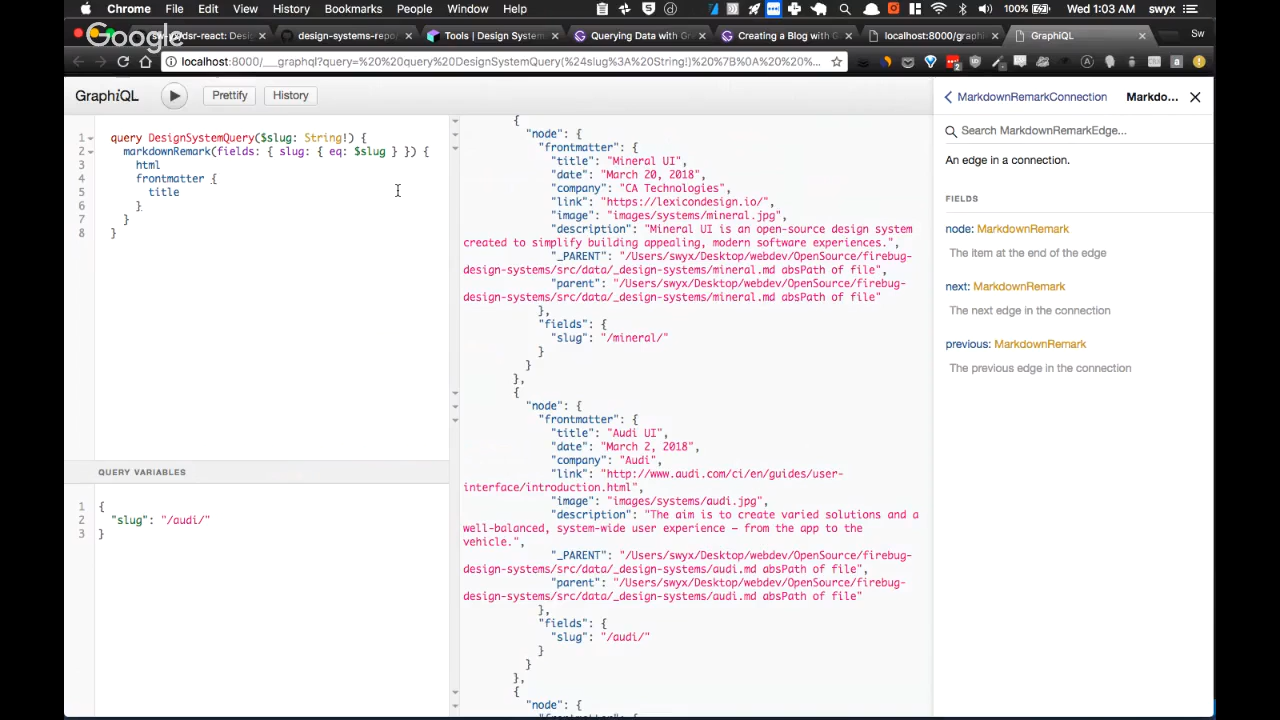 Chrome File Edit View History Bookmarks People Window Help 100% Wed 1:03 AM swyx
Google
design-systems-repo/ Tools | Design System Querying Data with Gr Creating a Blog with G localhost:8000/graphi GraphiQL Sw
localhost:8000/___graphql?query=%20%20query%20DesignSystemQuery(%24slug%3A%20String!)%20%7B%0A%20%20%...
GraphiQL Prettify History
MarkdownRemarkConnection Markdo...
1 query DesignSystemQuery($slug: String!) {
2 markdownRemark(fields: { slug: { eq: $slug } }) {
3 html
4 frontmatter {
5 title
6 }
7 }
8 }
QUERY VARIABLES
1 {
2 "slug": "/audi/"
3 }
{
"node": {
"frontmatter": {
"title": "Mineral UI",
"date": "March 20, 2018",
"company": "CA Technologies",
"link": "https://lexicondesign.io/",
"image": "images/systems/mineral.jpg",
"description": "Mineral UI is an open-source design system
created to simplify building appealing, modern software experiences.",
"_PARENT": "/Users/swyx/Desktop/webdev/OpenSource/firebug-
design-systems/src/data/_design-systems/mineral.md absPath of file",
"parent": "/Users/swyx/Desktop/webdev/OpenSource/firebug-
design-systems/src/data/_design-systems/mineral.md absPath of file"
},
"fields": {
"slug": "/mineral/"
}
}
},
{
"node": {
"frontmatter": {
"title": "Audi UI",
"date": "March 2, 2018",
"company": "Audi",
"link": "http://www.audi.com/ci/en/guides/user-
interface/introduction.html",
"image": "images/systems/audi.jpg",
"description": "The aim is to create varied solutions and a
well-balanced, system-wide user experience – from the app to the
vehicle.",
"_PARENT": "/Users/swyx/Desktop/webdev/OpenSource/firebug-
design-systems/src/data/_design-systems/audi.md absPath of file",
"parent": "/Users/swyx/Desktop/webdev/OpenSource/firebug-
design-systems/src/data/_design-systems/audi.md absPath of file"
},
"fields": {
"slug": "/audi/"
}
}
},
{
"node": {
Search MarkdownRemarkEdge...
An edge in a connection.
FIELDS
node: MarkdownRemark
The item at the end of the edge
next: MarkdownRemark
The next edge in the connection
previous: MarkdownRemark
The previous edge in the connection